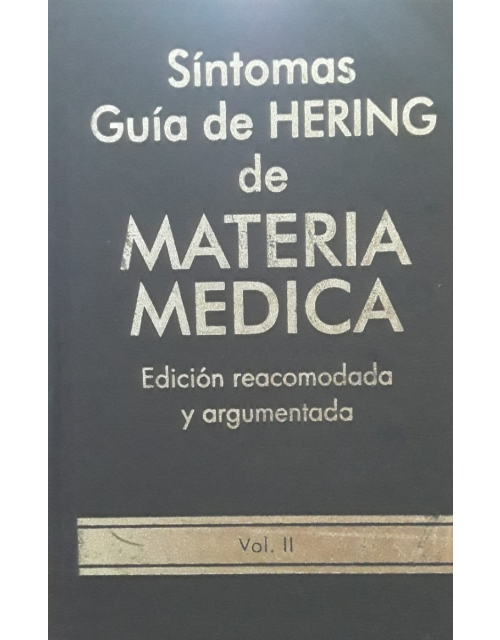 Síntomas
Guía de HERING
de
MATERIA
MEDICA
Edición reacomodada
y argumentada
Vol. II